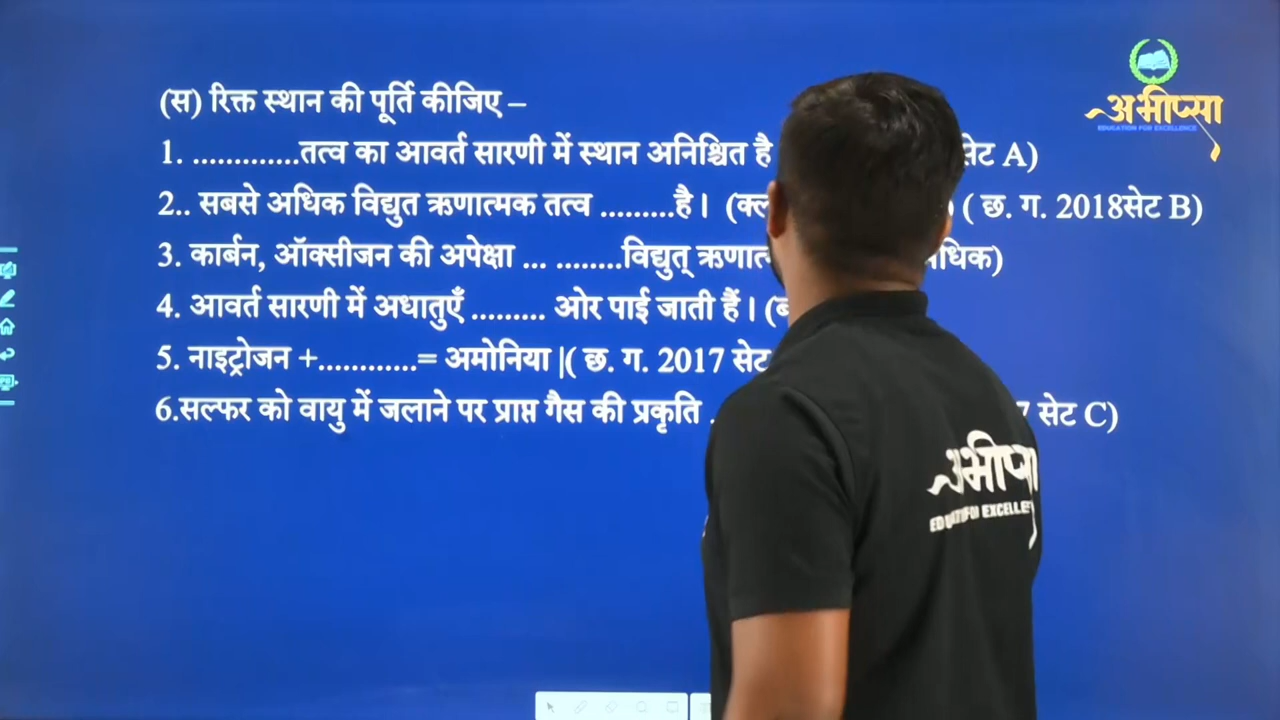 (स) रिक्त स्थान की पूर्ति कीजिए –
1. .............तत्व का आवर्त सारणी में स्थान अनिश्चित है सेट A)
2.. सबसे अधिक विद्युत ऋणात्मक तत्व .........है। ( छ. ग. 2018सेट B)
3. कार्बन, ऑक्सीजन की अपेक्षा ... ........विद्युत्
4. आवर्त सारणी में अधातुएँ ......... ओर पाई जाती हैं।
5. नाइट्रोजन +............= अमोनिया |( छ. ग. 2017 सेट
6.सल्फर को वायु में जलाने पर प्राप्त गैस की प्रकृति सेट C)
अभीप्सा
EDUCATION FOR EXCELLENCE
अभीप्सा